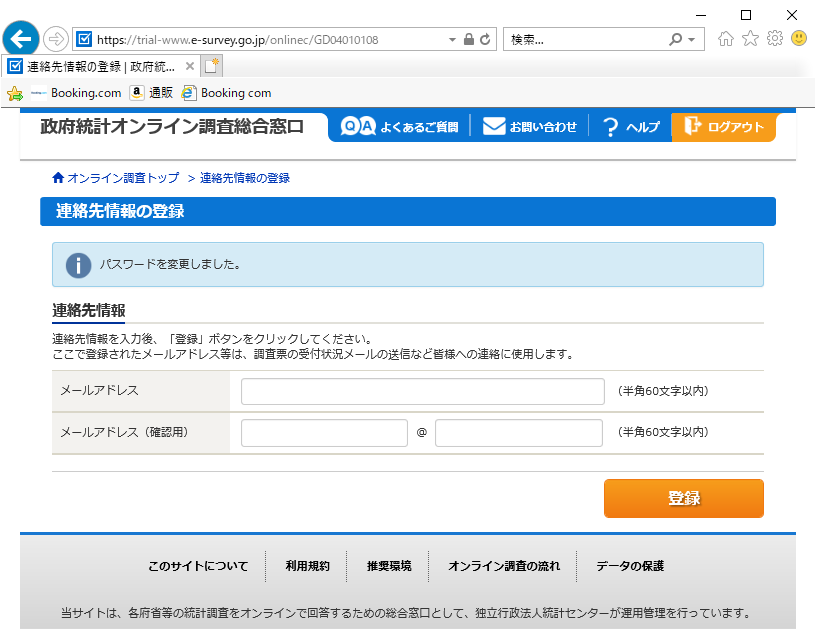 https://trial-www.e-survey.go.jp/onlinec/GD04010108
検索...
連絡先情報の登録 | 政府統...
Booking.com
通販
Booking com
政府統計オンライン調査総合窓口
QA よくあるご質問
お問い合わせ
? ヘルプ
ログアウト
オンライン調査トップ > 連絡先情報の登録
連絡先情報の登録
パスワードを変更しました。
連絡先情報
連絡先情報を入力後、「登録」ボタンをクリックしてください。
ここで登録されたメールアドレス等は、調査票の受付状況メールの送信など皆様への連絡に使用します。
メールアドレス (半角60文字以内)
メールアドレス（確認用） @ (半角60文字以内)
登録
このサイトについて 利用規約 推奨環境 オンライン調査の流れ データの保護
当サイトは、各府省等の統計調査をオンラインで回答するための総合窓口として、独立行政法人統計センターが運用管理を行っています。